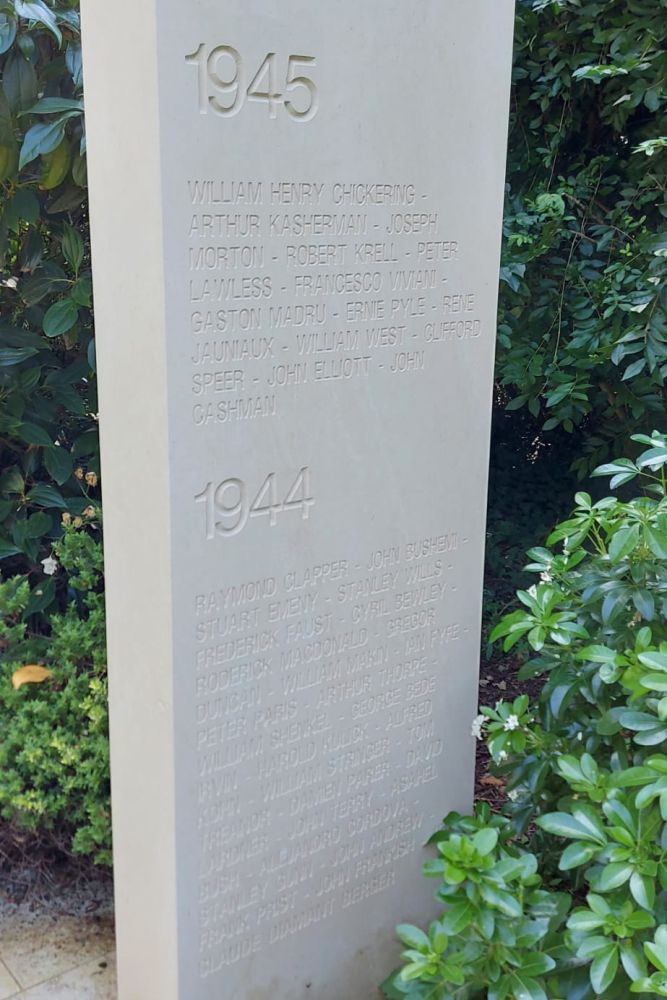 1945
WILLIAM HENRY CHICKERING -
ARTHUR KASHERMAN - JOSEPH
MORTON - ROBERT KRELL - PETER
LAWLESS - FRANCESCO VIVIANI -
GASTON MADRU - ERNIE PYLE - RENE
JAUNIAUX - WILLIAM WEST - CLIFFORD
SPEER - JOHN ELLIOTT - JOHN
CASHMAN
1944
RAYMOND CLAPPER - JOHN BUSHEMI -
STUART EMENY - STANLEY WILLS -
FREDERICK FAUST - CYRIL BEWLEY -
RODERICK MACDONALD - GREGOR
DUNCAN - WILLIAM MAKIN - IAN FYFE -
PETER PARIS - ARTHUR THORPE -
WILLIAM SHENKEL - GEORGE BEDE
IRVIN - HAROLD KULICK - ALFRED
KOHN - WILLIAM STRINGER - TOM
TREANOR - DAMIEN PARER - DAVID
LARDNER - JOHN TERRY - ASAHEL
BUSH - ALEJANDRO CORDOVA -
STANLEY GUNN - JOHN ANDREW -
FRANK PRIST - JOHN FRANKISH -
CLAUDE DIAMANT BERGER